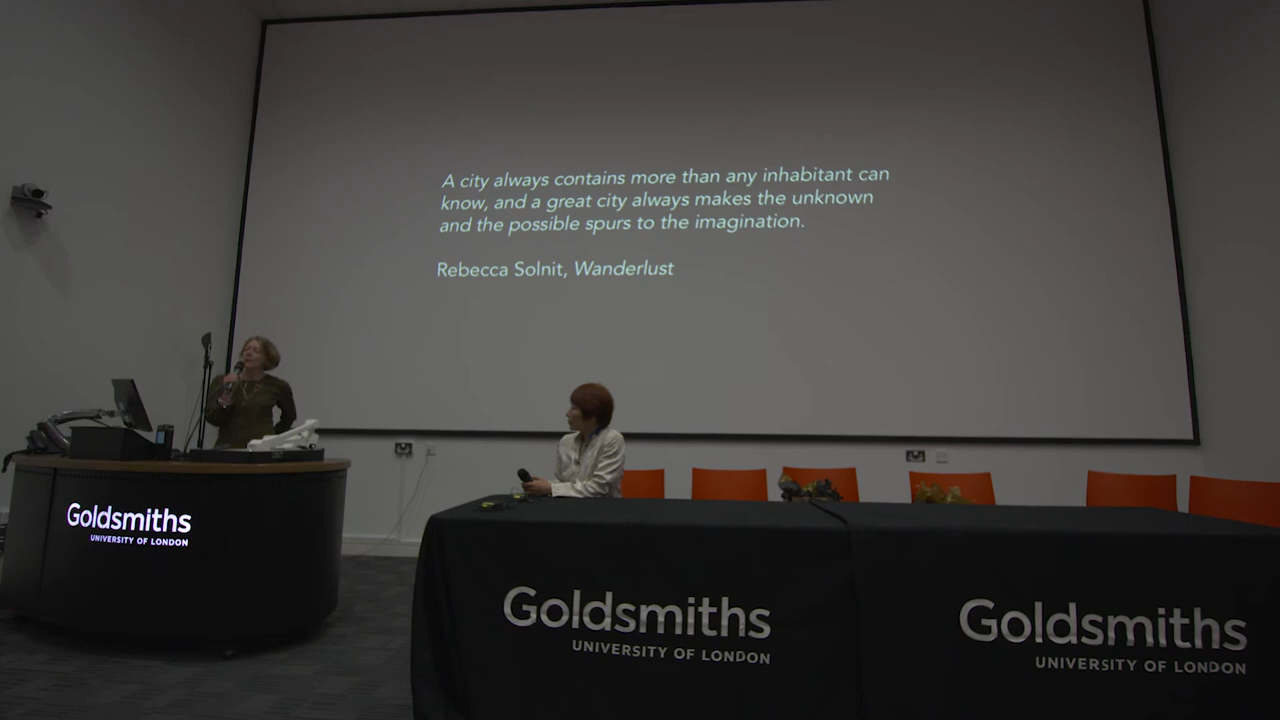 A city always contains more than any inhabitant can
know, and a great city always makes the unknown
and the possible spurs to the imagination.
Rebecca Solnit, Wanderlust
Goldsmiths
UNIVERSITY OF LONDON
Goldsmiths
UNIVERSITY OF LONDON
Goldsmiths
UNIVERSITY OF LONDON